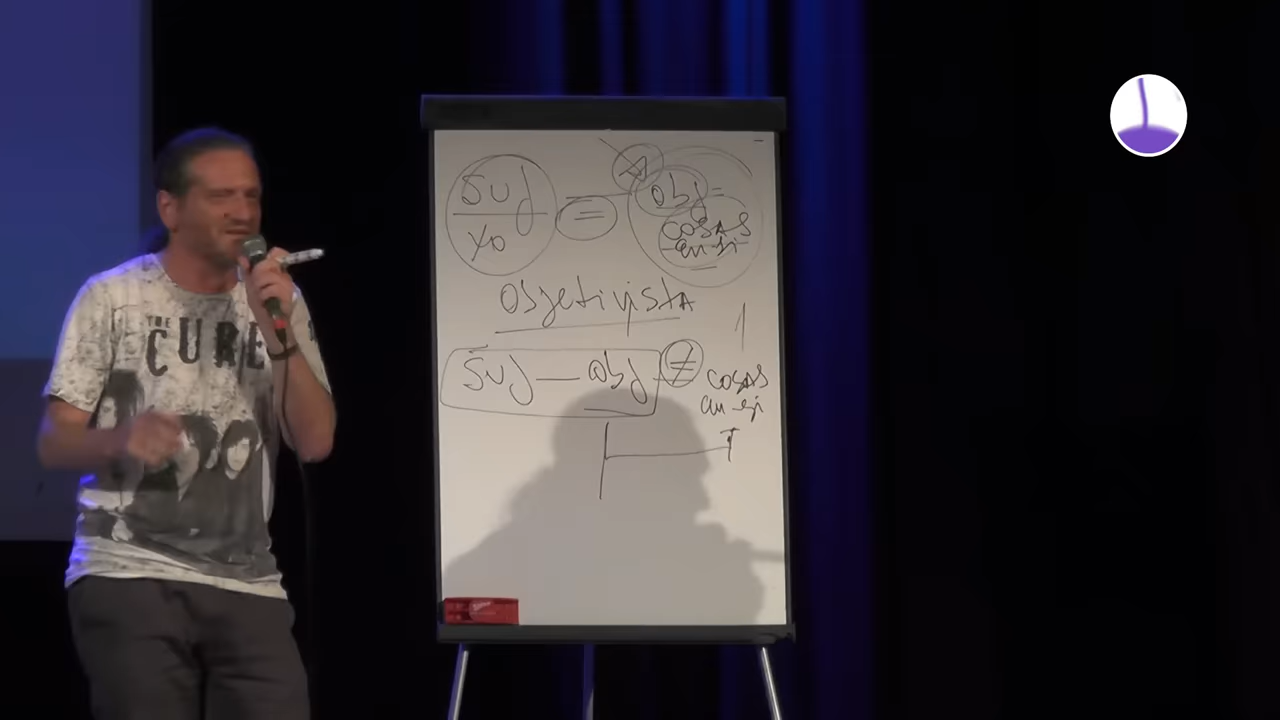 THE
CURE
suj = obj =
yo
cosas
en sí
objetivista
suj — obj ≠ cosas
en sí